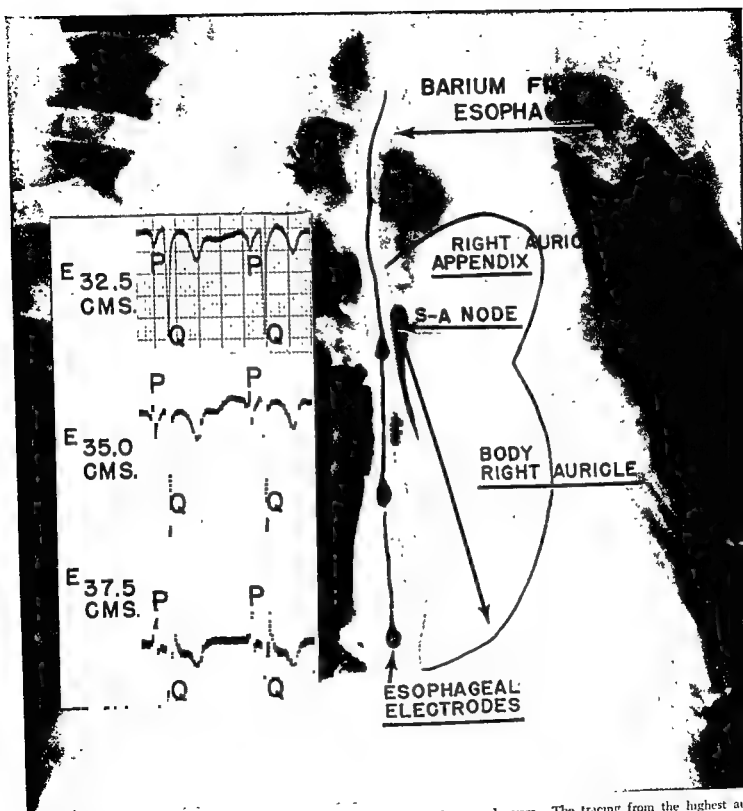 BARIUM
ESOPHA
RIGHT AURIC
APPENDIX
S-A NODE
BODY
RIGHT AURICLE
ESOPHAGEAL
ELECTRODES
E 32.5
CMS.
P P
Q Q
E 35.0
CMS.
P P
Q Q
E 37.5
CMS.
P P
Q Q
The tracing from the highest au